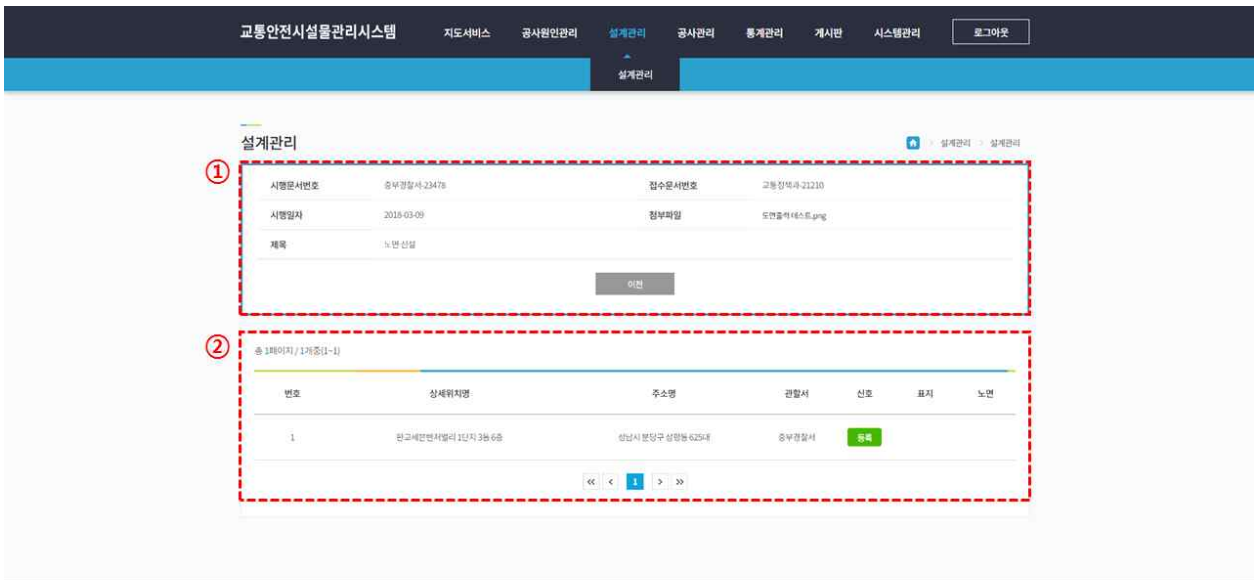 교통안전시설물관리시스템 지도서비스 공사원인관리 설계관리 공사관리 통계관리 게시판 시스템관리 로그아웃
설계관리
설계관리
> 설계관리 > 설계관리
①
시행문서번호 중부경찰서-23478 접수문서번호 교통정책과-21210
시행일자 2018-03-09 첨부파일 도면출력 테스트.png
제목 노면 신설
이전
②
총 1페이지 / 1개중(1~1)
번호 상세위치명 주소명 관할서 신호 표지 노면
1 판교세븐벤처밸리 1단지 3동 6층 성남시 분당구 삼평동 625내 중부경찰서 등록
« < 1 > »